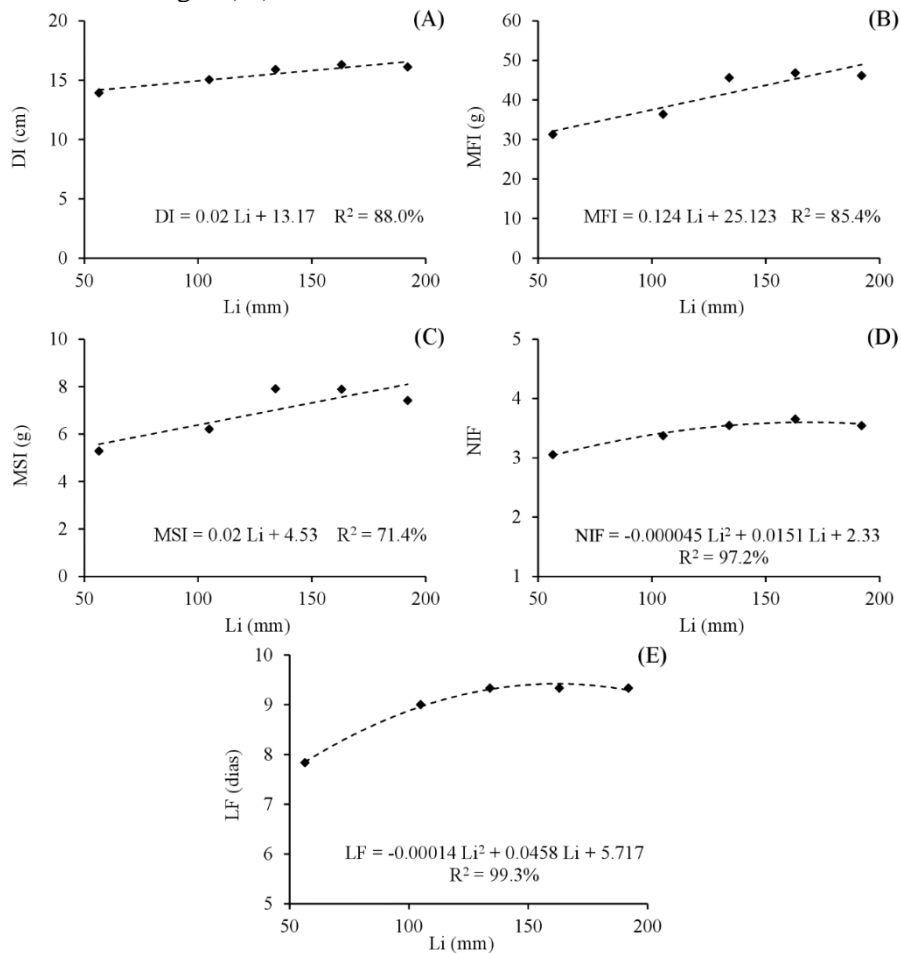 (A)
20
15
10
5
0
50
100
150
200
DI (cm)
Li (mm)
DI = 0.02 Li + 13.17 R² = 88.0%
(B)
60
50
40
30
20
10
0
50
100
150
200
MFI (g)
Li (mm)
MFI = 0.124 Li + 25.123 R² = 85.4%
(C)
10
8
6
4
2
0
50
100
150
200
MSI (g)
Li (mm)
MSI = 0.02 Li + 4.53 R² = 71.4%
(D)
5
4
3
2
1
50
100
150
200
NIF
Li (mm)
NIF = -0.000045 Li² + 0.0151 Li + 2.33
R² = 97.2%
(E)
10
9
8
7
6
5
50
100
150
200
LF (dias)
Li (mm)
LF = -0.00014 Li² + 0.0458 Li + 5.717
R² = 99.3%